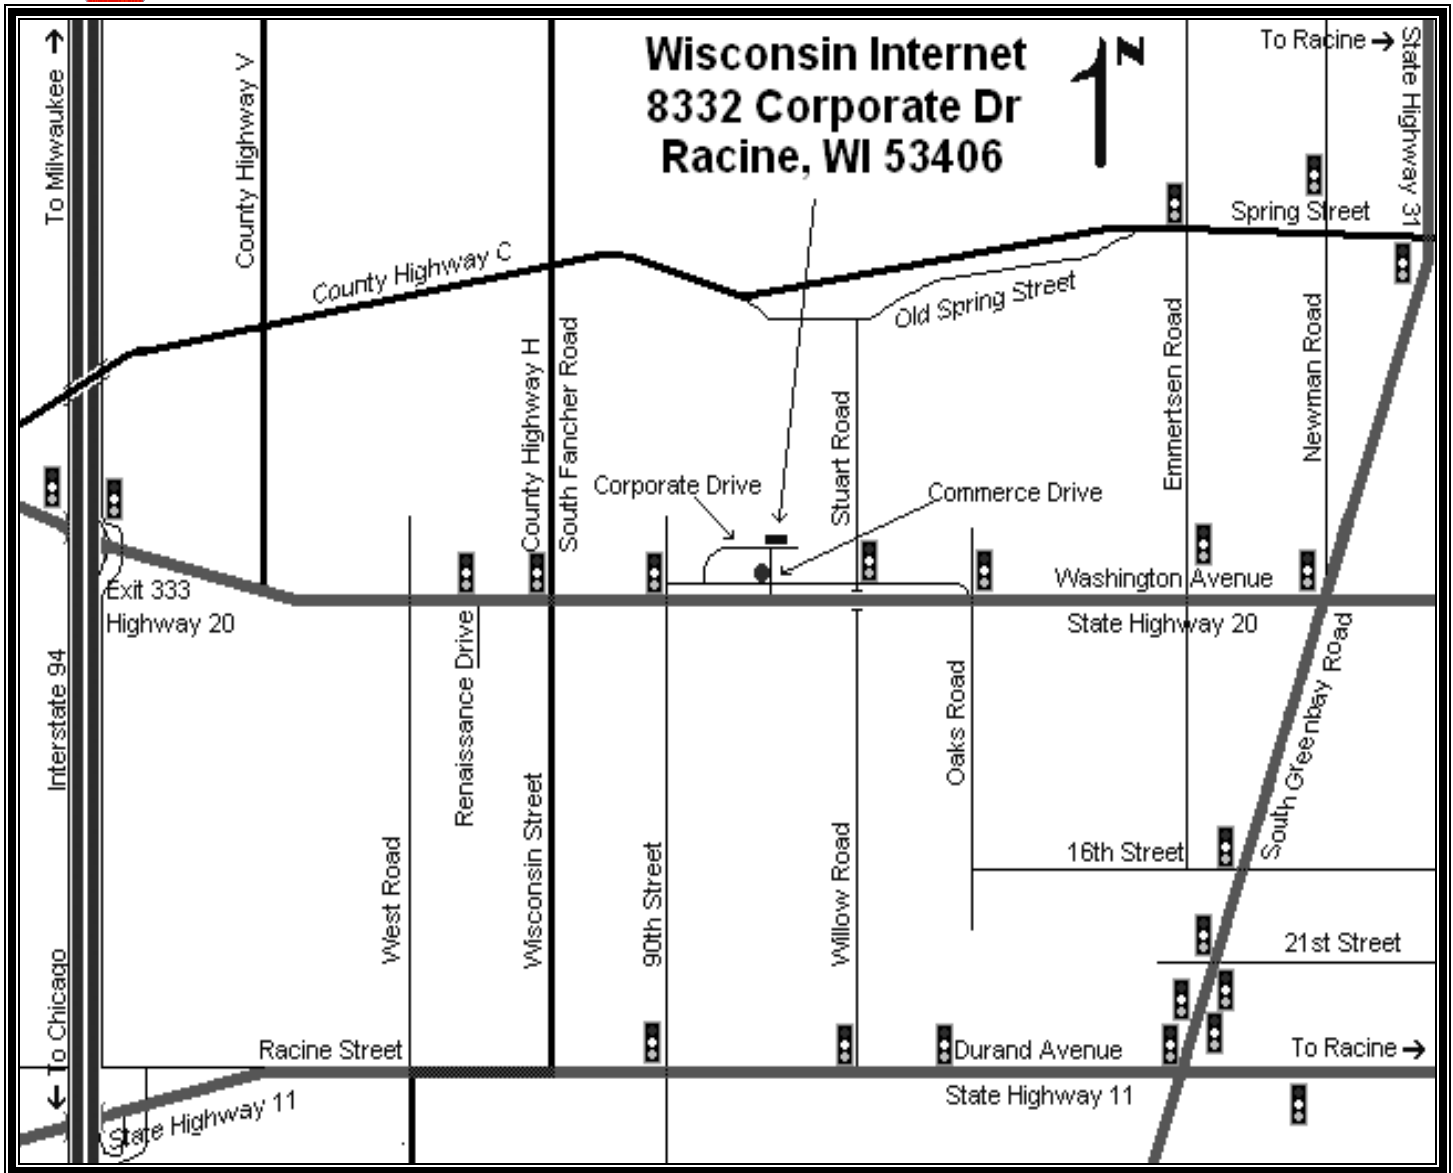 Wisconsin Internet
8332 Corporate Dr
Racine, WI 53406
N
To Racine →
State Highway 31
To Milwaukee →
County Highway V
Spring Street
County Highway C
Old Spring Street
County Highway H
South Fancher Road
Stuart Road
Emmertsen Road
Newman Road
Corporate Drive
Commerce Drive
Exit 333
Highway 20
Washington Avenue
State Highway 20
Interstate 94
Renaissance Drive
Wisconsin Street
West Road
90th Street
Willow Road
Oaks Road
South Greenbay Road
16th Street
21st Street
← To Chicago
Racine Street
Durand Avenue
To Racine →
State Highway 11
State Highway 11